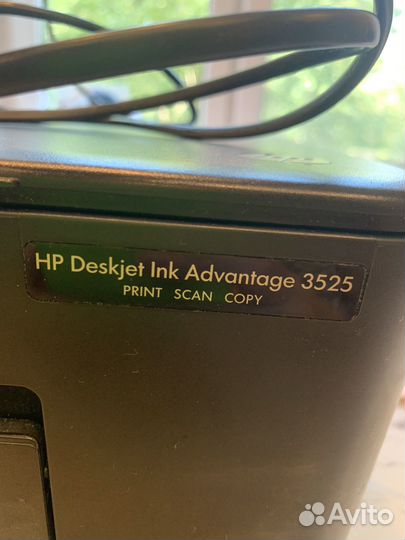 HP Deskjet Ink Advantage 3525
PRINT SCAN COPY
Avito